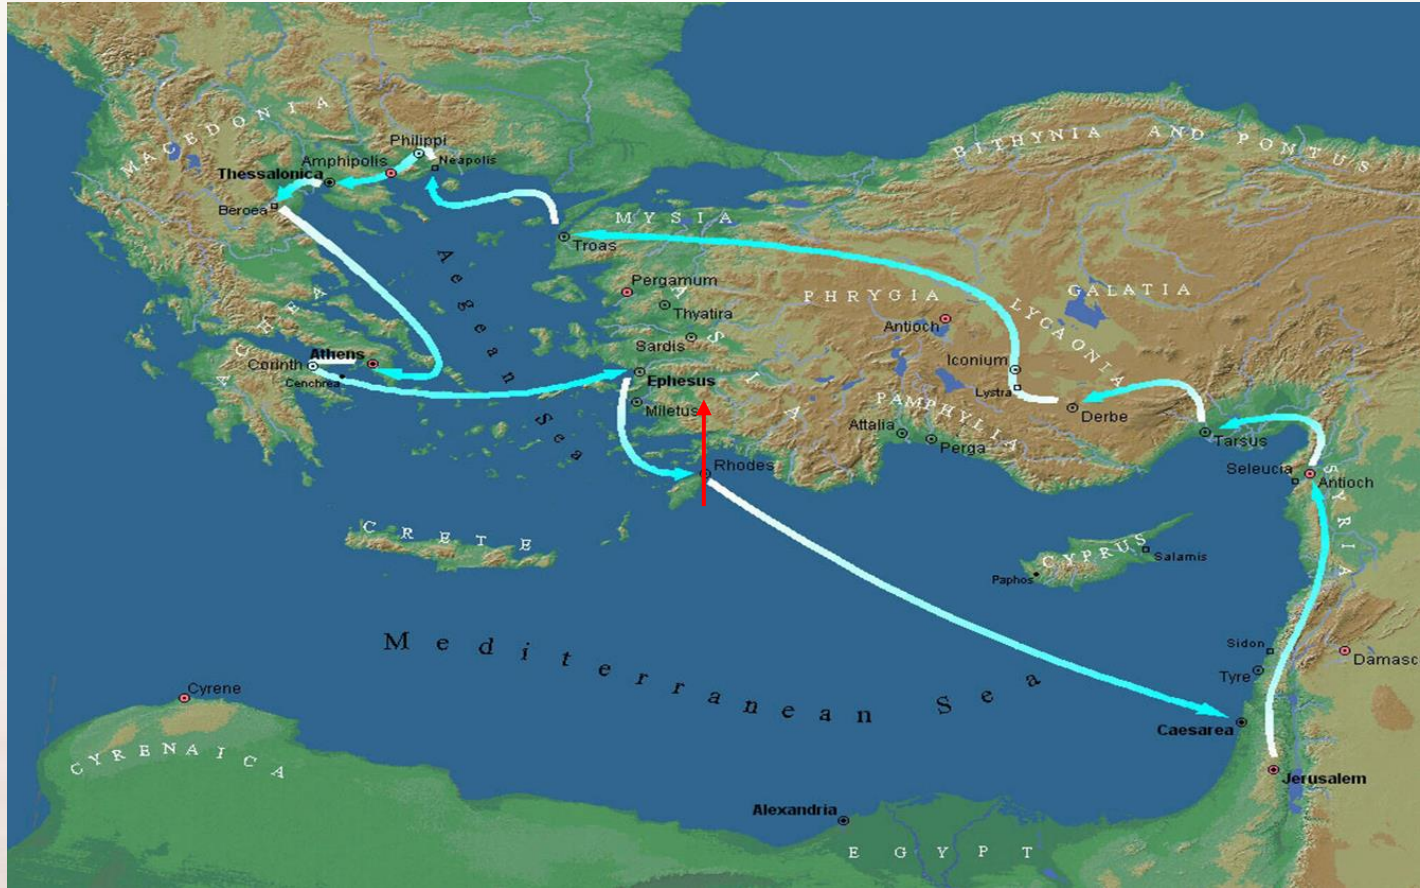 MACEDONIA
Philippi
Amphipolis
Neapolis
Thessalonica
Beroea
BITHYNIA AND PONTUS
MYSIA
Troas
Aegean Sea
Pergamum
Thyatira
Sardis
ASIA
PHRYGIA
Antioch
GALATIA
LYCAONIA
Iconium
Lystra
Derbe
ACHEA
Athens
Corinth
Cenchrea
Ephesus
Miletus
PAMPHYLIA
Attalia
Perga
Tarsus
Seleucia
Antioch
SYRIA
Rhodes
CRETE
CYPRUS
Salamis
Paphos
Mediterranean Sea
Sidon
Tyre
Damasc
Cyrene
CYRENAICA
Caesarea
Jerusalem
Alexandria
EGYPT